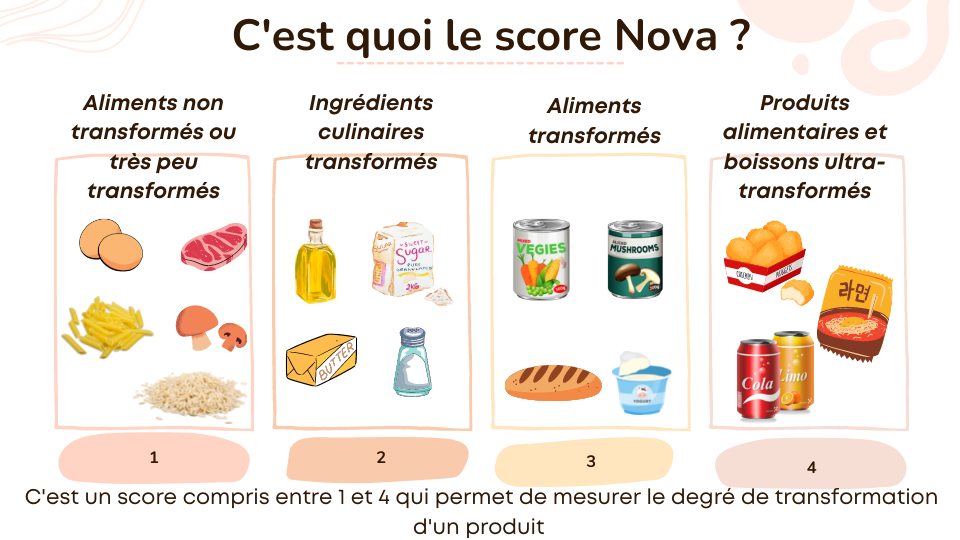 C'est quoi le score Nova ?
Aliments non
transformés ou
très peu
transformés
Ingrédients
culinaires
transformés
Aliments
transformés
Produits
alimentaires et
boissons ultra-
transformés
SWEET
Sugar
PURE
2KG
BUTTER
VEGIES
MUSHROOMS
CHICKEN
NUGGETS
라면
Cola
Limo
1
2
3
4
C'est un score compris entre 1 et 4 qui permet de mesurer le degré de transformation
d'un produit